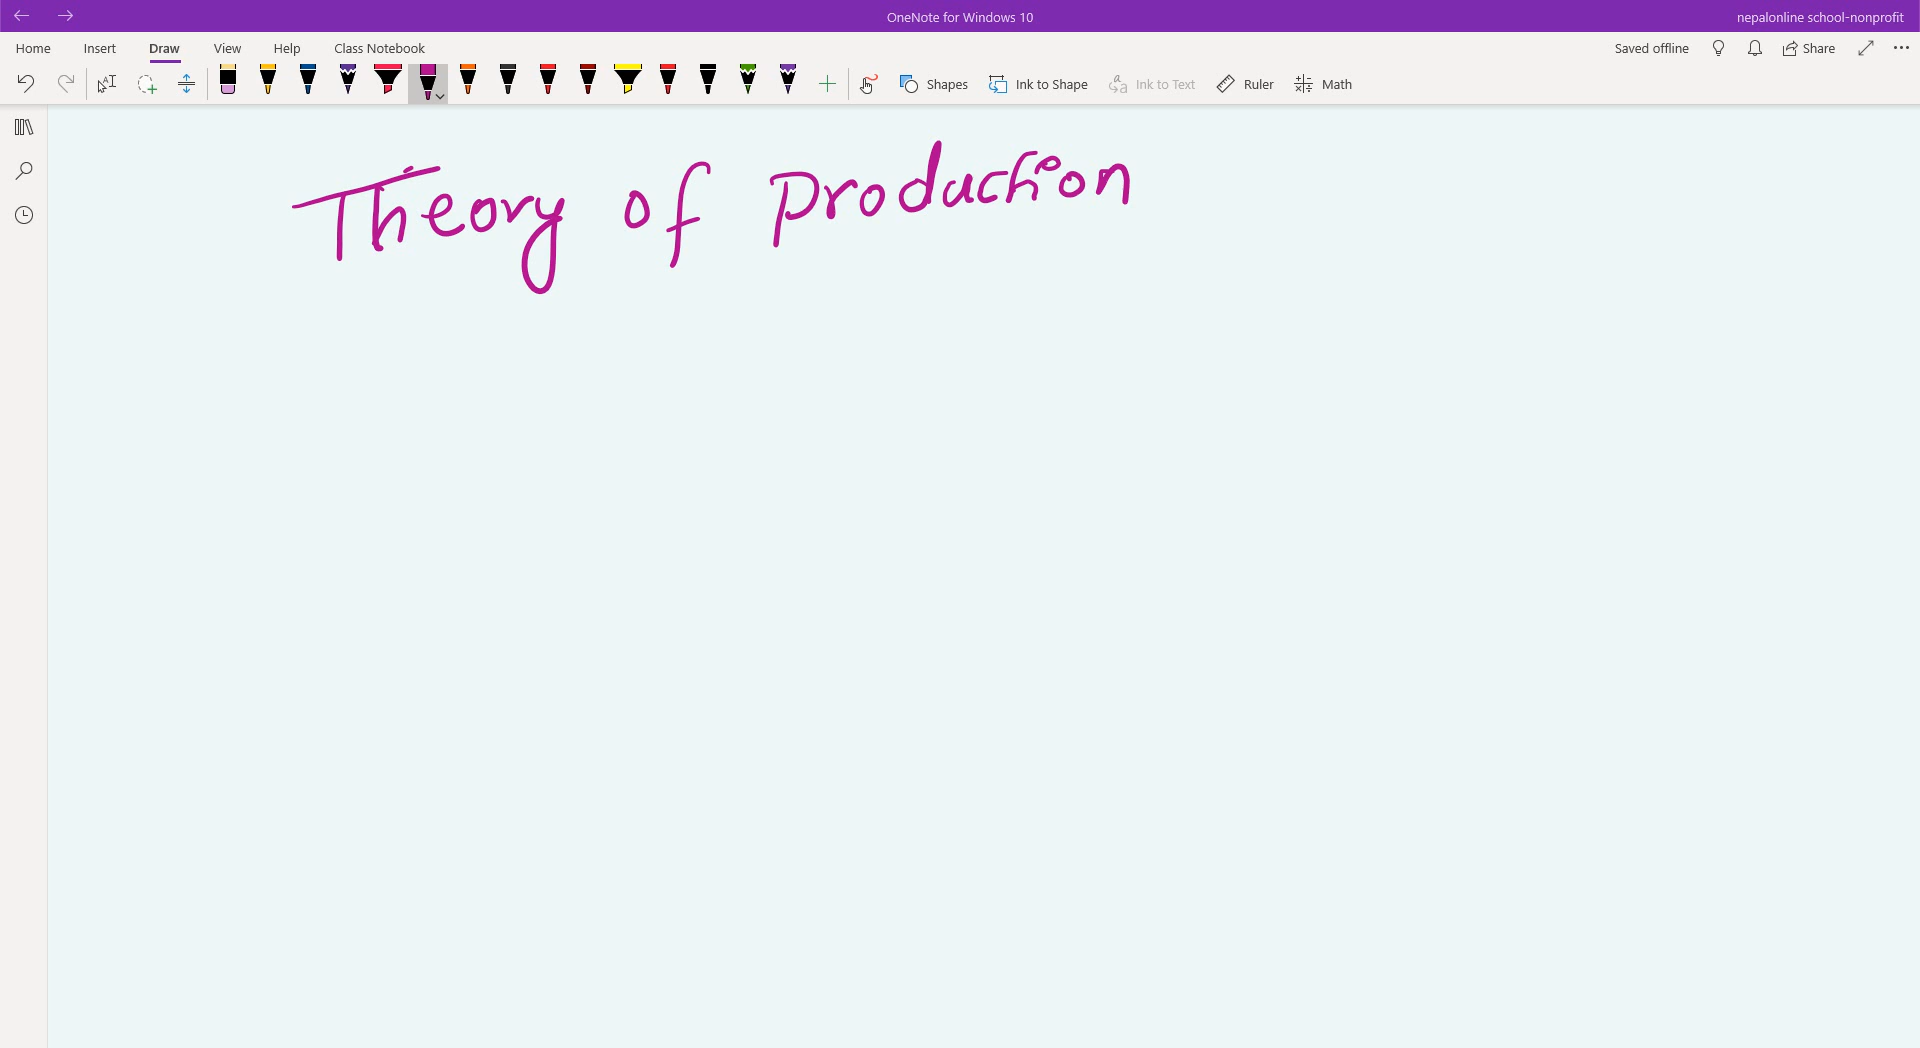 OneNote for Windows 10
nepalonline school-nonprofit
Home Insert Draw View Help Class Notebook
Saved offline Share
Shapes Ink to Shape Ink to Text Ruler Math
Theory of Production